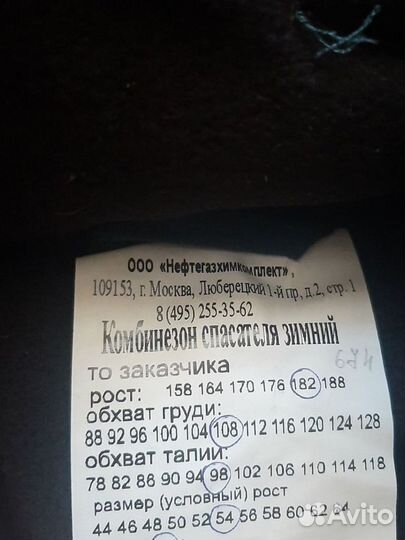 ООО «Нефтегазхимкомплект»,
109153, г. Москва, Люберецкий 1-й пр, д.2, стр. 1
8 (495) 255-35-62
Комбинезон спасателя зимний
то заказчика
рост: 158 164 170 176 182 188
обхват груди:
88 92 96 100 104 108 112 116 120 124 128
обхват талии:
78 82 86 90 94 98 102 106 110 114 118
размер (условный) рост
44 46 48 50 52 54 56 58 60 62 64
Avito